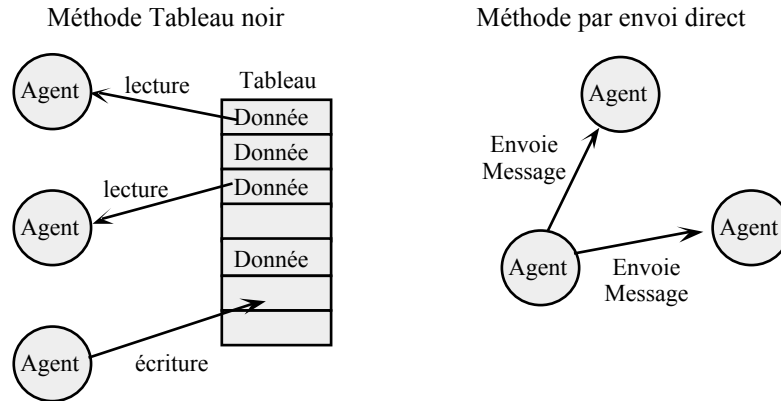 Méthode Tableau noir
Agent
lecture
Tableau
Donnée
Donnée
lecture
Donnée
Agent
Donnée
Agent
écriture
Méthode par envoi direct
Agent
Envoie
Message
Agent
Agent
Envoie
Message